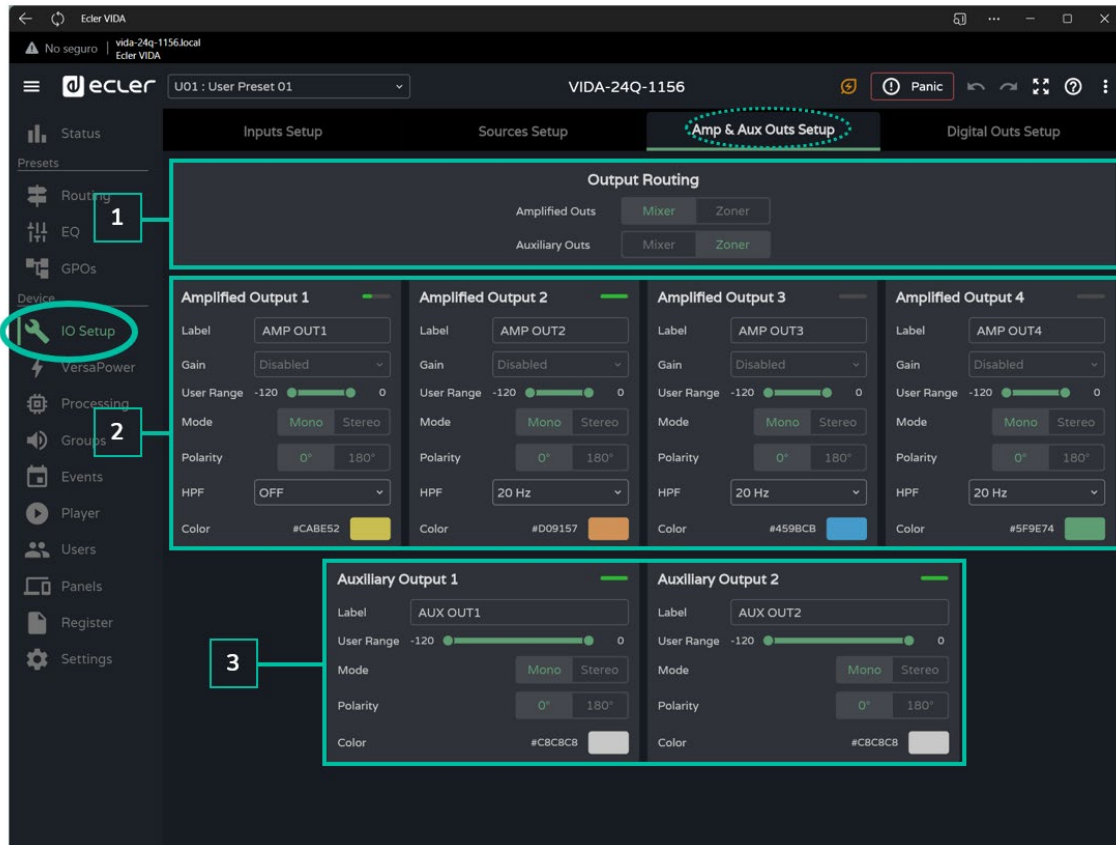 Ecler VIDA
No seguro vida-24q-1156.local
Ecler VIDA
ecler U01 : User Preset 01 VIDA-24Q-1156 Panic
Status
Presets
Routing
EQ
GPOs
Device
IO Setup
VersaPower
Processing
Groups
Events
Player
Users
Panels
Register
Settings
Inputs Setup Sources Setup Amp & Aux Outs Setup Digital Outs Setup
1
Output Routing
Amplified Outs Mixer Zoner
Auxiliary Outs Mixer Zoner
2
Amplified Output 1
Label AMP OUT1
Gain Disabled
User Range -120 0
Mode Mono Stereo
Polarity 0° 180°
HPF OFF
Color #CABE52
Amplified Output 2
Label AMP OUT2
Gain Disabled
User Range -120 0
Mode Mono Stereo
Polarity 0° 180°
HPF 20 Hz
Color #D09157
Amplified Output 3
Label AMP OUT3
Gain Disabled
User Range -120 0
Mode Mono Stereo
Polarity 0° 180°
HPF 20 Hz
Color #459BCB
Amplified Output 4
Label AMP OUT4
Gain Disabled
User Range -120 0
Mode Mono Stereo
Polarity 0° 180°
HPF 20 Hz
Color #5F9E74
3
Auxiliary Output 1
Label AUX OUT1
User Range -120 0
Mode Mono Stereo
Polarity 0° 180°
Color #C8C8C8
Auxiliary Output 2
Label AUX OUT2
User Range -120 0
Mode Mono Stereo
Polarity 0° 180°
Color #C8C8C8